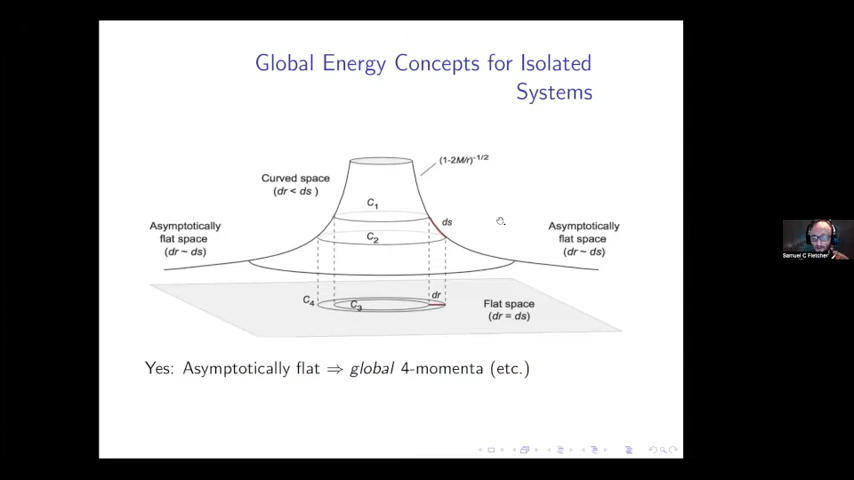 Global Energy Concepts for Isolated
Systems
(1-2M/r)-1/2
Curved space
(dr < ds )
C1
ds
Asymptotically
flat space
(dr ~ ds)
C2
Asymptotically
flat space
(dr ~ ds)
dr
C4
C3
Flat space
(dr = ds)
Yes: Asymptotically flat ⇒ global 4-momenta (etc.)
Samuel C Fletcher